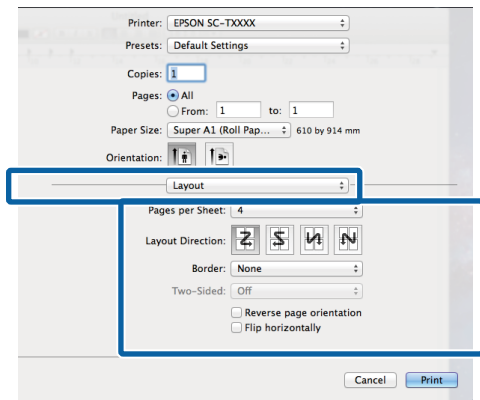 Printer: EPSON SC-TXXXX
Presets: Default Settings
Copies: 1
Pages: All
From: 1 to: 1
Paper Size: Super A1 (Roll Pap... 610 by 914 mm
Orientation:
Layout
Pages per Sheet: 4
Layout Direction:
Border: None
Two-Sided: Off
Reverse page orientation
Flip horizontally
Cancel Print